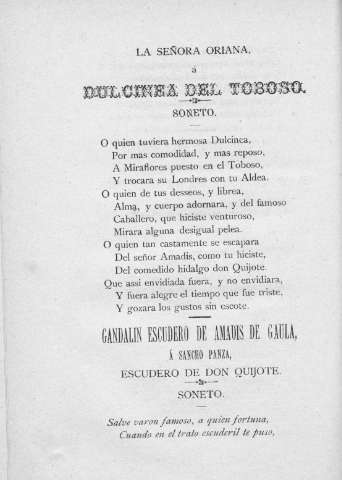 LA SEÑORA ORIANA,
a
DULCINEA DEL TOBOSO.
SONETO.
O quien tuviera hermosa Dulcinea,
Por mas comodidad, y mas reposo,
A Miraflores puesto en el Toboso,
Y trocara su Londres con tu Aldea.
O quien de tus desseos, y librea,
Alma, y cuerpo adornara, y del famoso
Caballero, que hiciste venturoso,
Mirara alguna desigual pelea.
O quien tan castamente se escapara
Del señor Amadis, como tu hiciste,
Del comedido hidalgo don Quijote.
Que assi envidiada fuera, y no envidiara,
Y fuera alegre el tiempo que fue triste,
Y gozara los gustos sin escote.
GANDALIN ESCUDERO DE AMADIS DE GAULA,
Á SANCHO PANZA,
ESCUDERO DE DON QUIJOTE.
SONETO.
Salve varon famoso, a quien fortuna,
Cuando en el trato escuderil te puso,